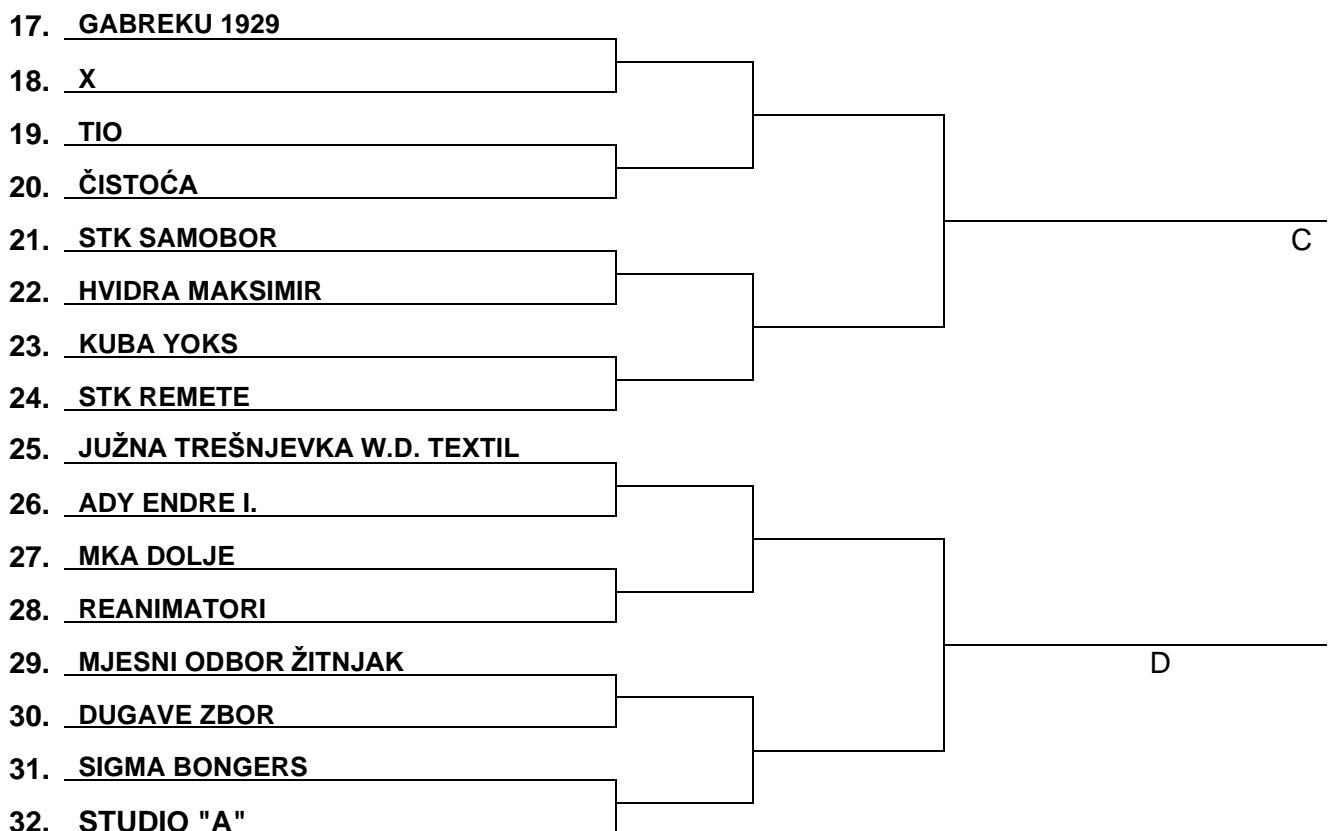 17. GABREKU 1929
18. X
19. TIO
20. ČISTOĆA
21. STK SAMOBOR
C
22. HVIDRA MAKSIMIR
23. KUBA YOKS
24. STK REMETE
25. JUŽNA TREŠNJEVKA W.D. TEXTIL
26. ADY ENDRE I.
27. MKA DOLJE
28. REANIMATORI
29. MJESNI ODBOR ŽITNJAK
D
30. DUGAVE ZBOR
31. SIGMA BONGERS
32. STUDIO "A"